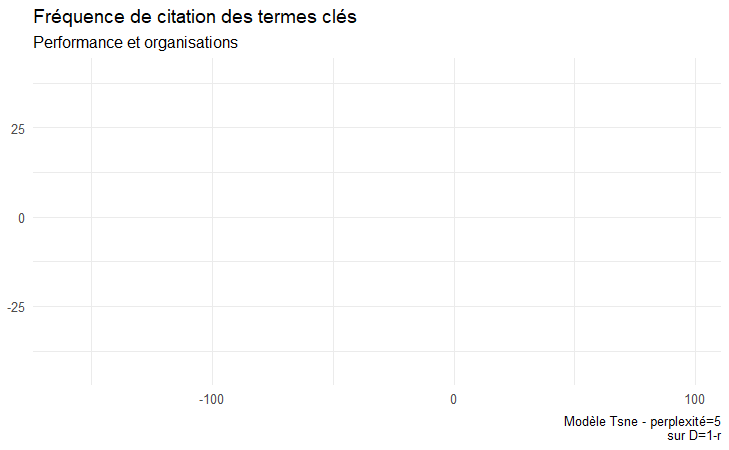 Fréquence de citation des termes clés
Performance et organisations
25
0
-25
-100
0
100
Modèle Tsne - perplexité=5
sur D=1-r